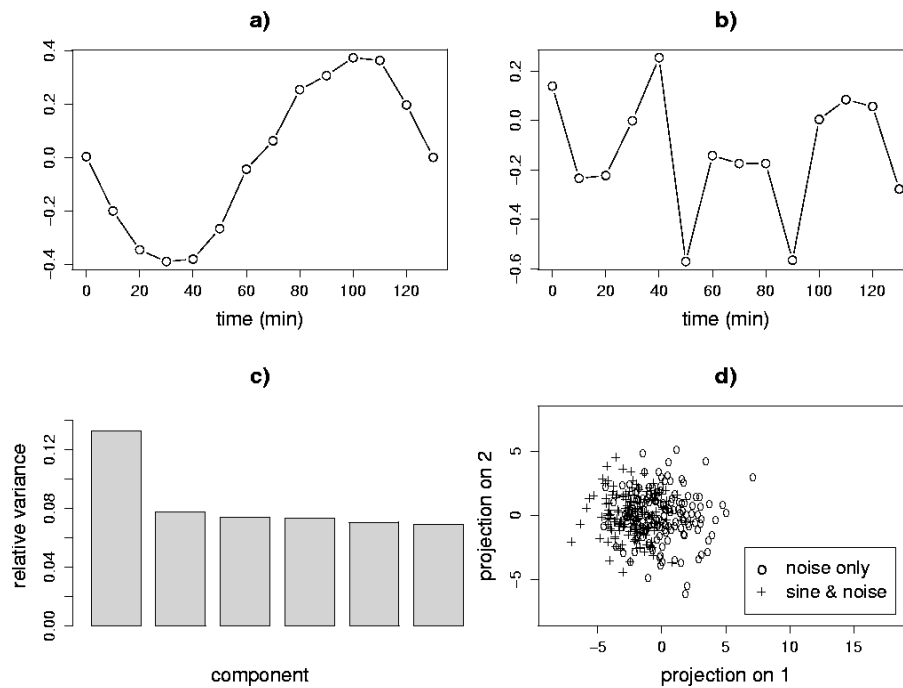 a)
0.4
0.2
0.0
−0.2
−0.4
0 20 40 60 80 100 120
time (min)
b)
0.2
0.0
−0.2
−0.4
−0.6
0 20 40 60 80 100 120
time (min)
c)
relative variance
0.12
0.08
0.04
0.00
component
d)
projection on 2
5
0
−5
noise only
sine & noise
−5 0 5 10 15
projection on 1